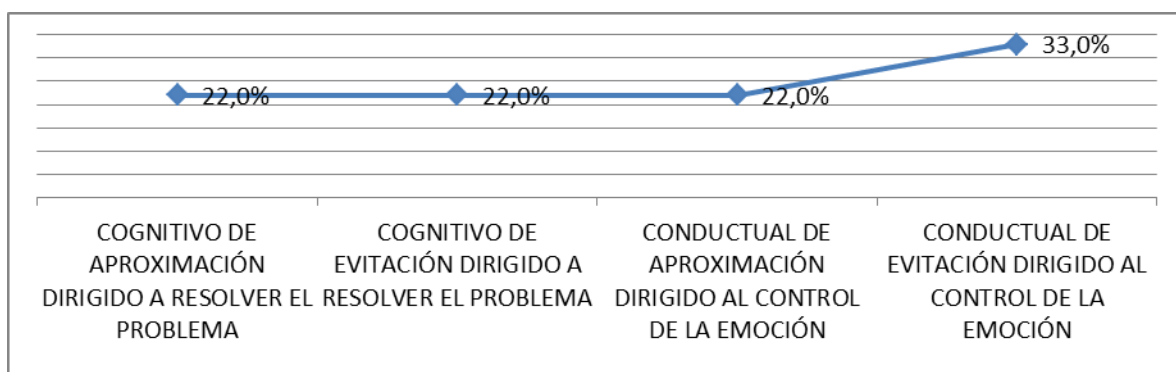 33,0%
22,0%
22,0%
22,0%
COGNITIVO DE
APROXIMACIÓN
DIRIGIDO A RESOLVER EL
PROBLEMA
COGNITIVO DE
EVITACIÓN DIRIGIDO A
RESOLVER EL PROBLEMA
CONDUCTUAL DE
APROXIMACIÓN
DIRIGIDO AL CONTROL
DE LA EMOCIÓN
CONDUCTUAL DE
EVITACIÓN DIRIGIDO AL
CONTROL DE LA
EMOCIÓN